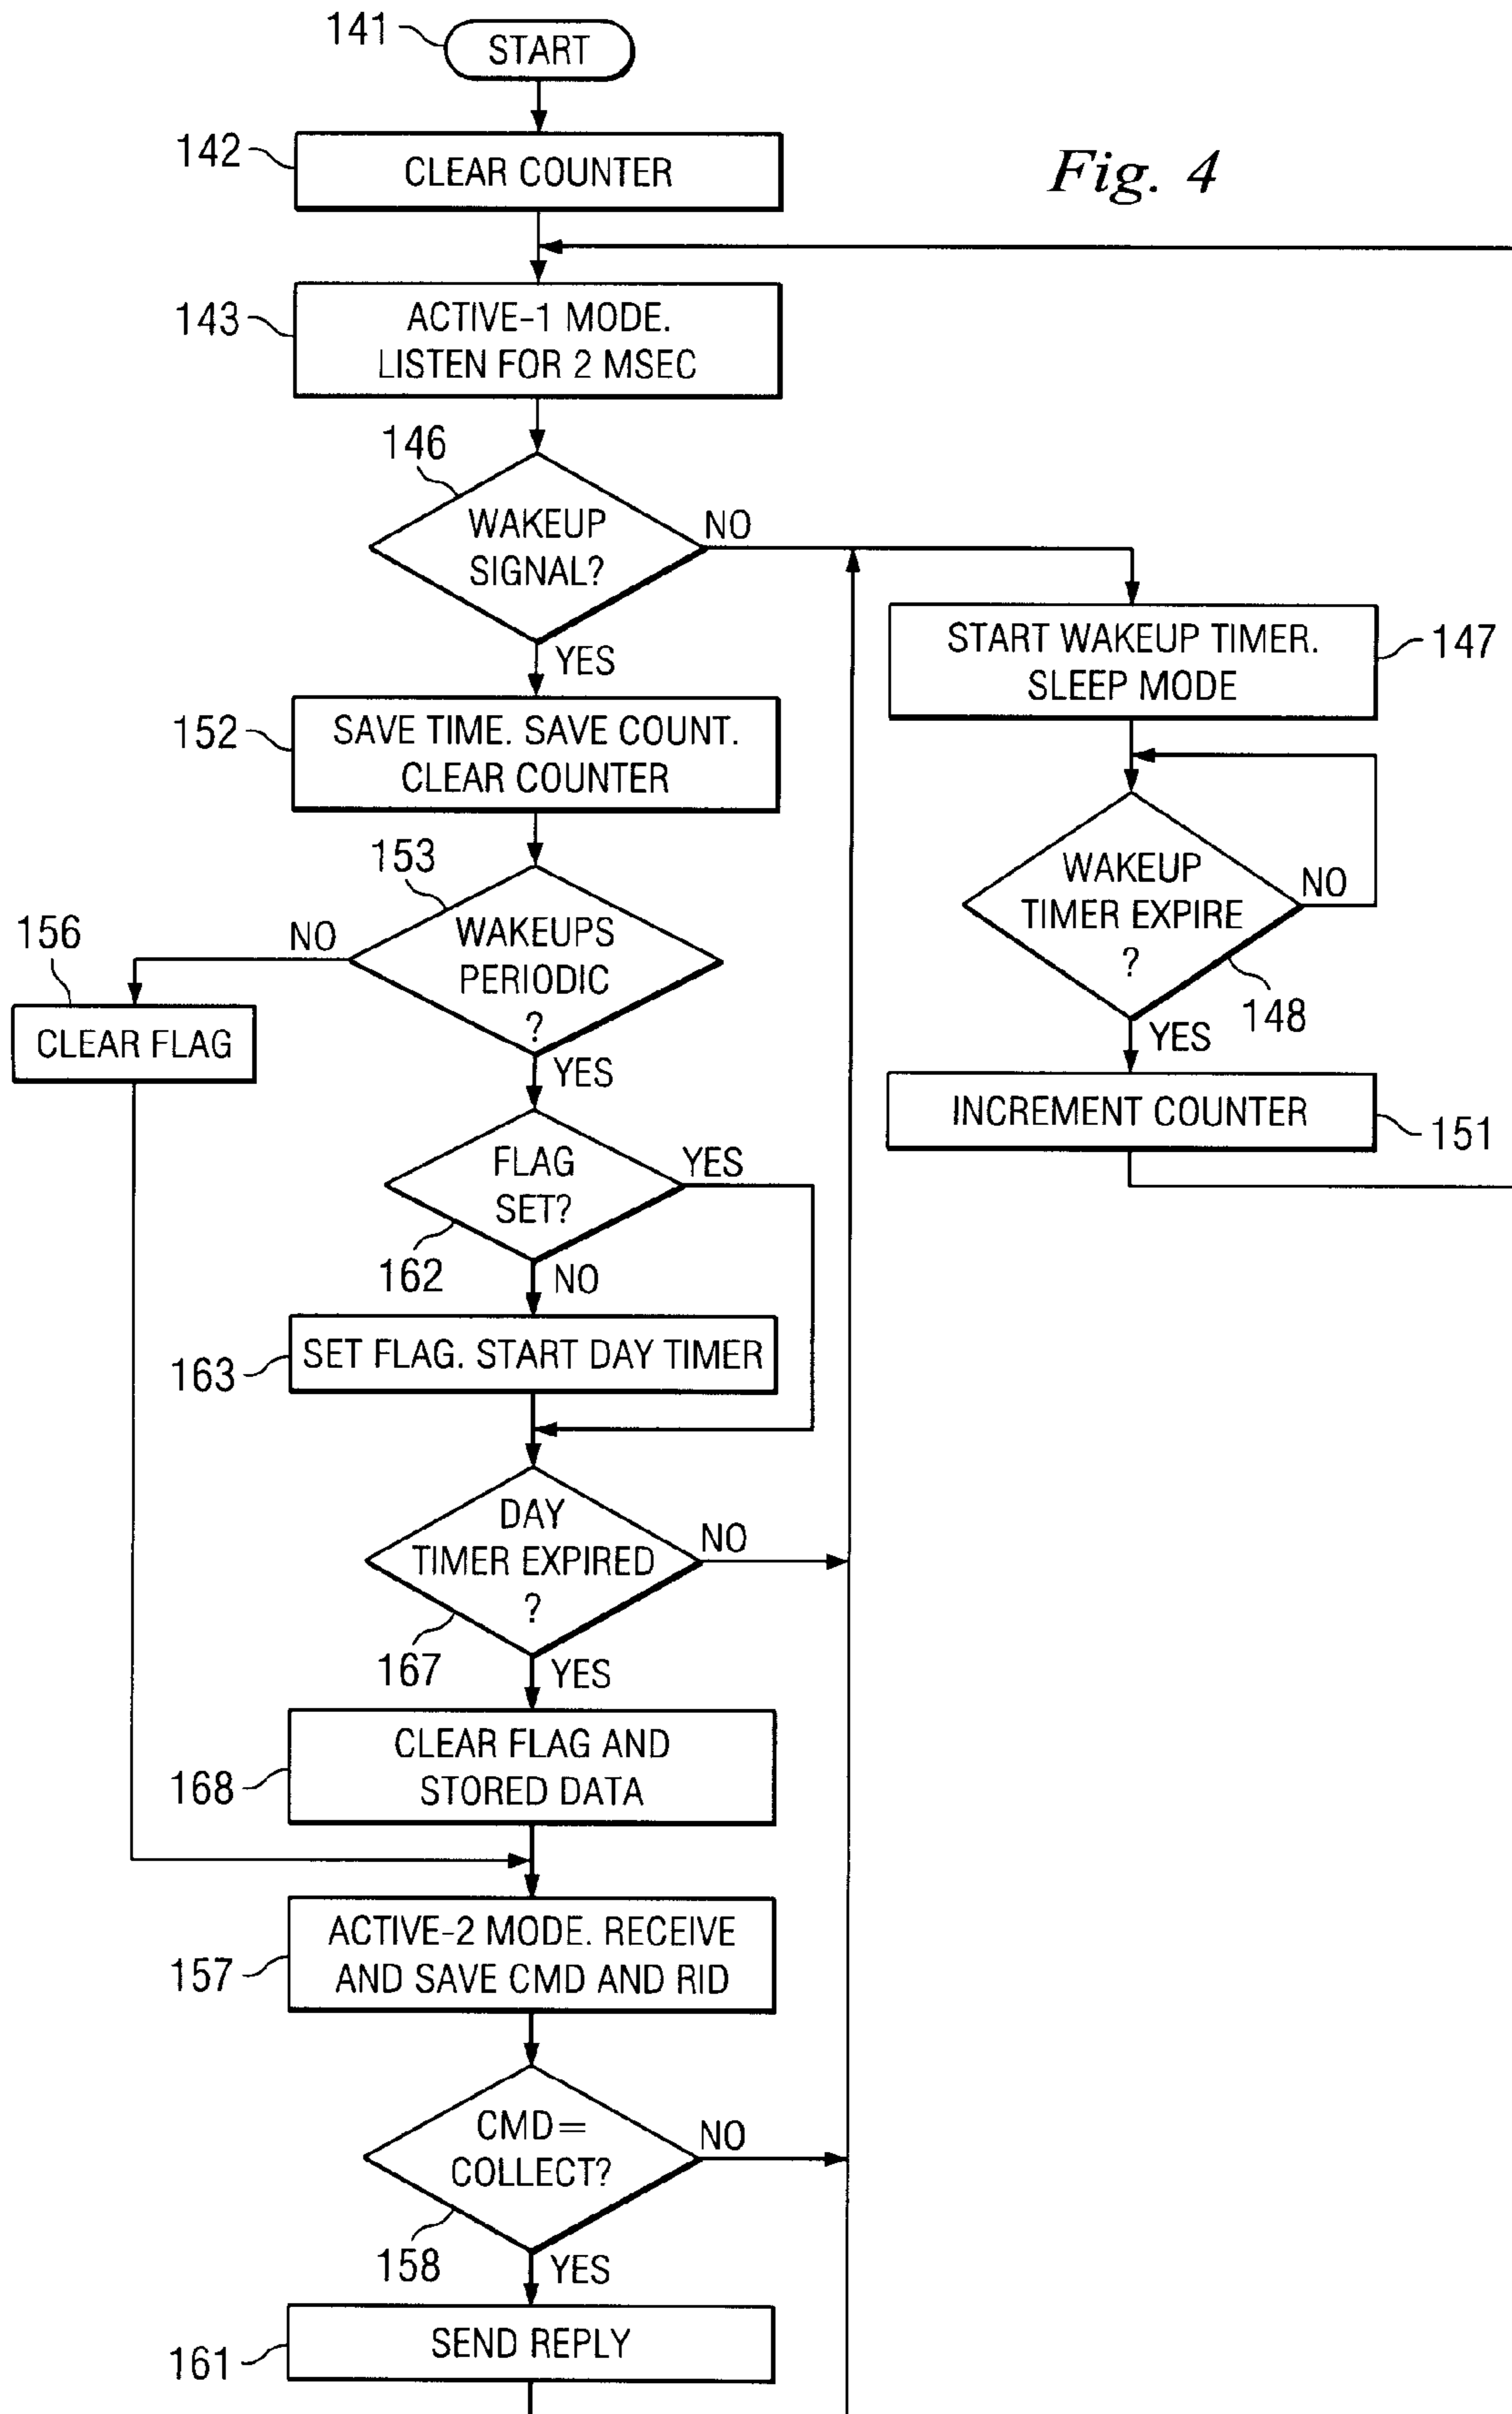 141
START
142
CLEAR COUNTER
Fig. 4
143
ACTIVE-1 MODE.
LISTEN FOR 2 MSEC
146
WAKEUP
SIGNAL?
NO
YES
START WAKEUP TIMER.
SLEEP MODE
147
152
SAVE TIME. SAVE COUNT.
CLEAR COUNTER
WAKEUP
TIMER EXPIRE
?
NO
148
YES
153
WAKEUPS
PERIODIC
?
NO
YES
156
CLEAR FLAG
INCREMENT COUNTER
151
FLAG
SET?
YES
162
NO
163
SET FLAG. START DAY TIMER
DAY
TIMER EXPIRED
?
NO
167
YES
168
CLEAR FLAG AND
STORED DATA
157
ACTIVE-2 MODE. RECEIVE
AND SAVE CMD AND RID
CMD=
COLLECT?
NO
158
YES
161
SEND REPLY